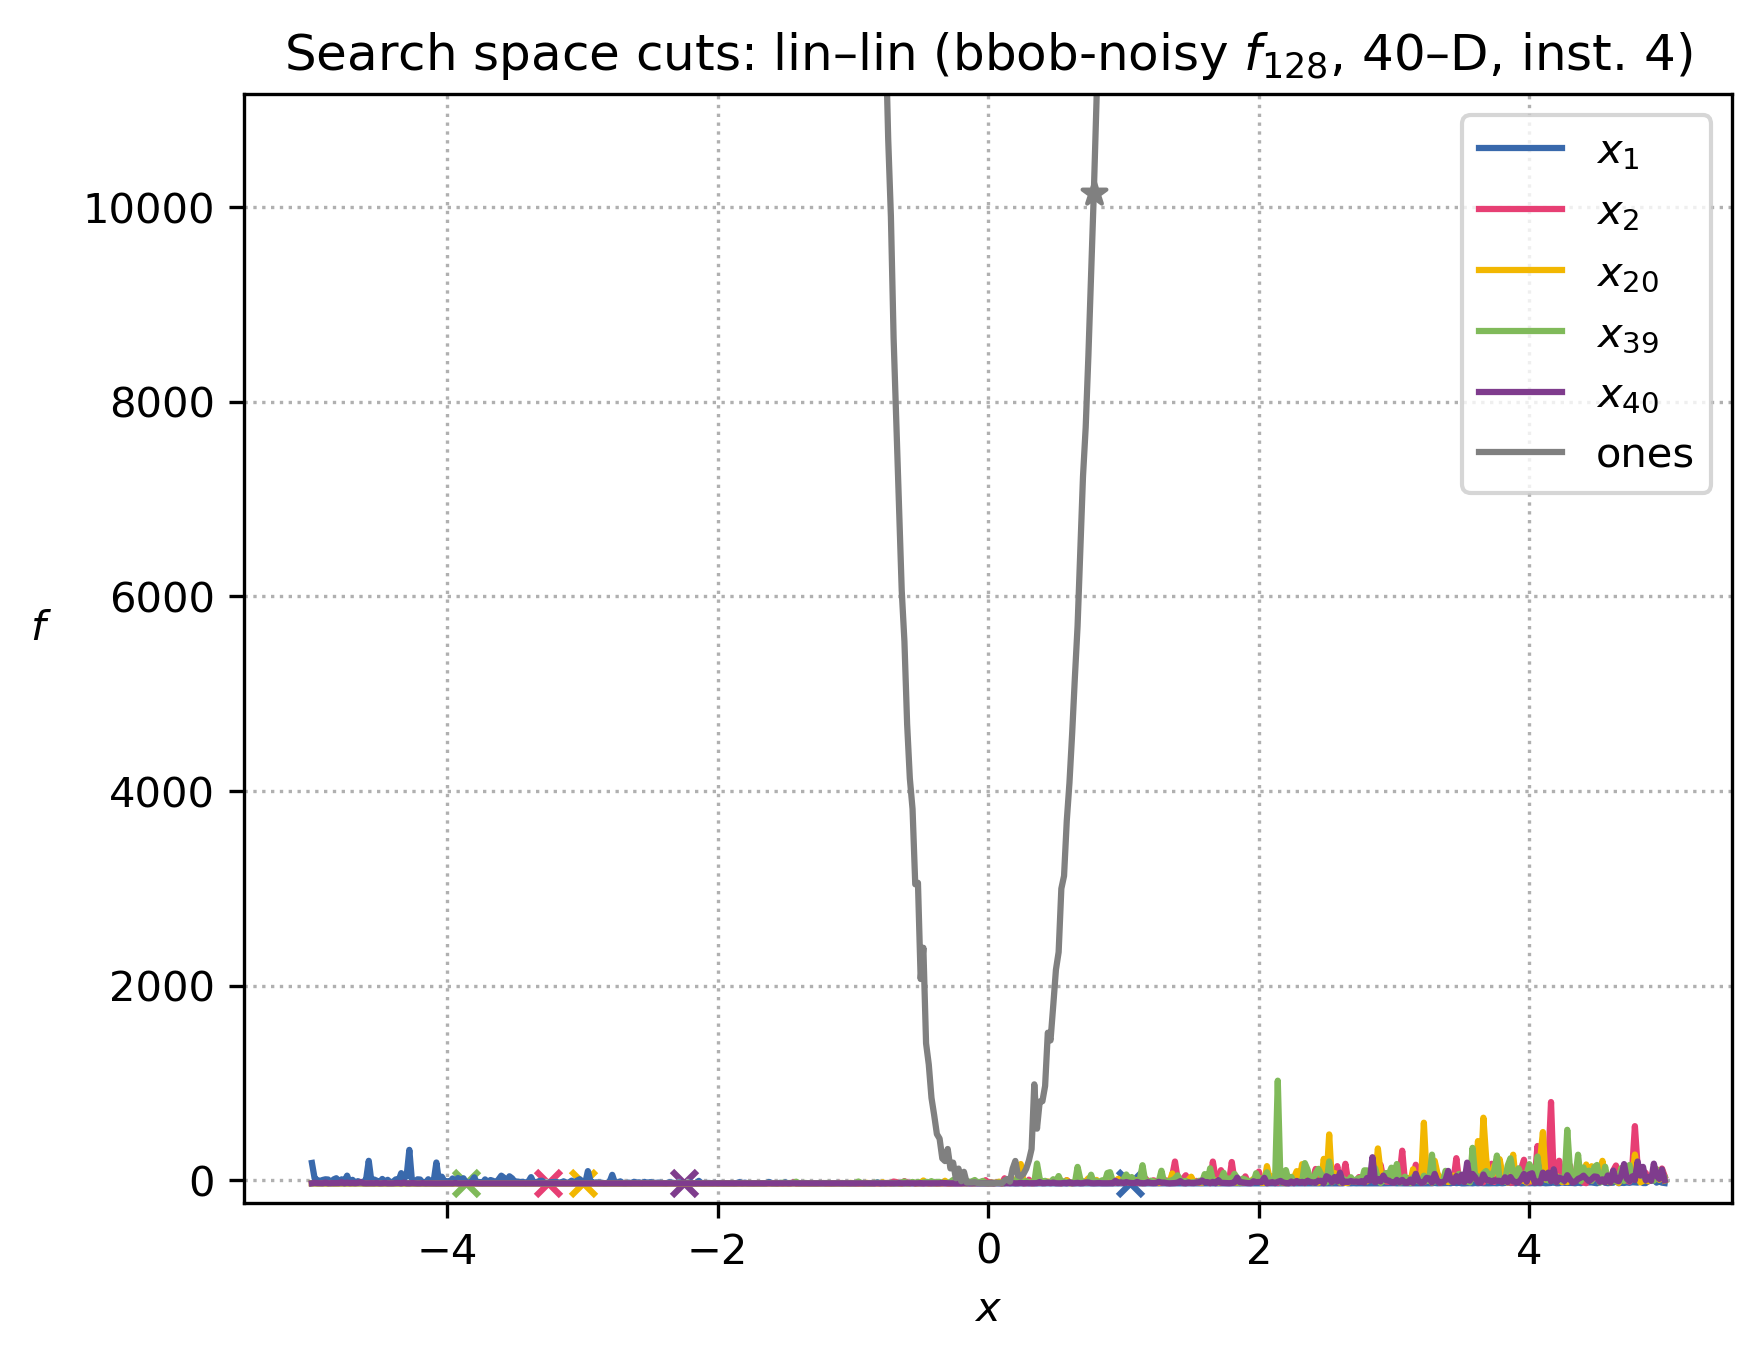 Search space cuts: lin–lin (bbob-noisy f₁₂₈, 40–D, inst. 4)
10000
8000
6000
4000
2000
0
f
−4
−2
0
2
4
x
x₁
x₂
x₂₀
x₃₉
x₄₀
ones